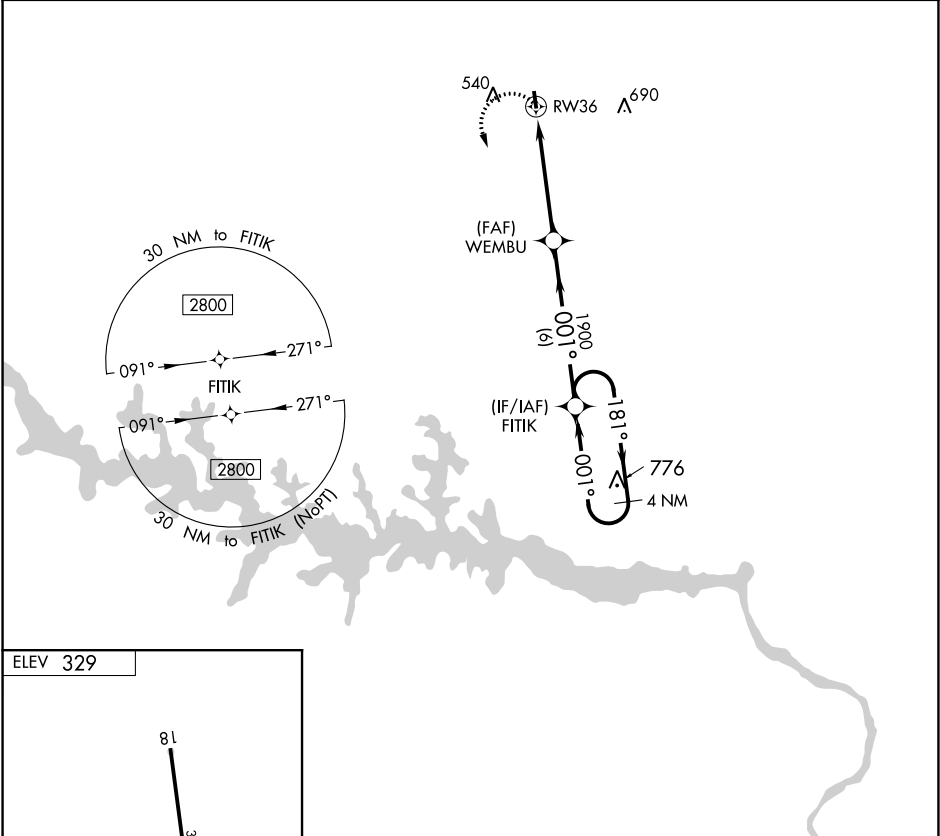 540
RW36
690
(FAF)
WEMBU
30 NM to FITIK
2800
091°
271°
FITIK
091°
271°
2800
30 NM to FITIK (NoPT)
001°
1900
(6)
(IF/IAF)
FITIK
181°
001°
776
4 NM
ELEV 329
18